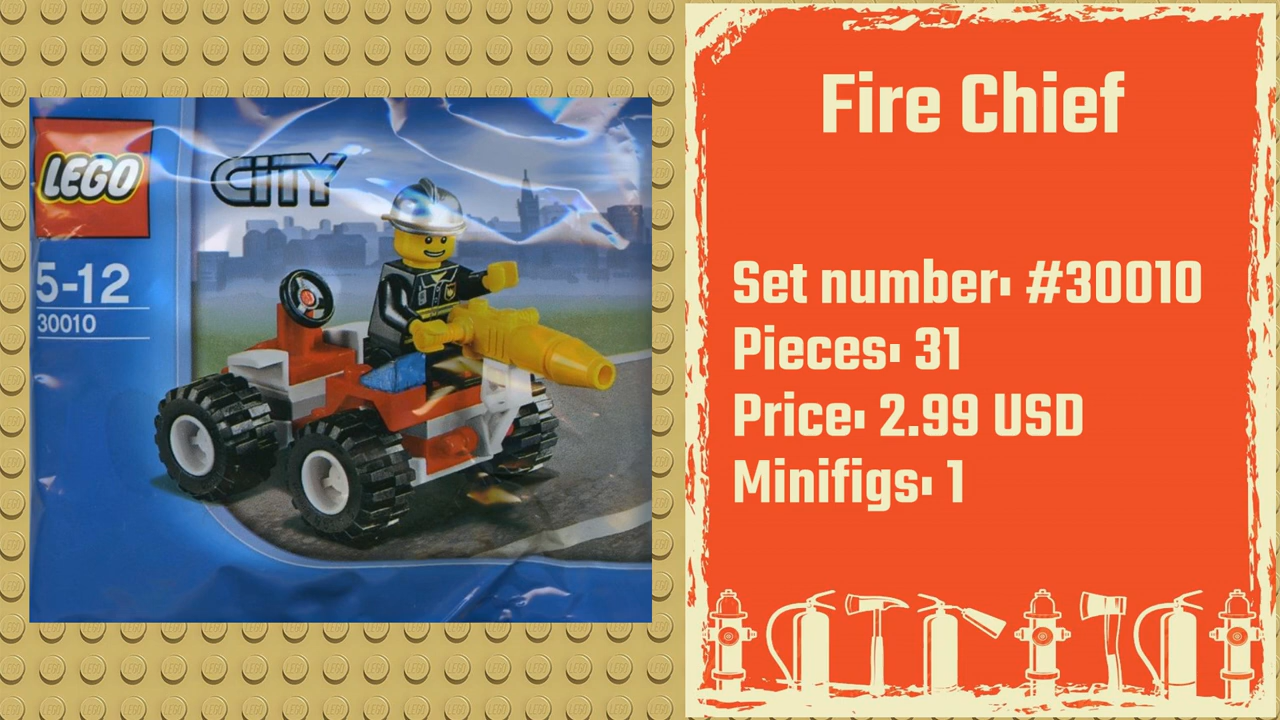 LEGO
CITY
5-12
30010
Fire Chief
Set number: #30010
Pieces: 31
Price: 2.99 USD
Minifigs: 1